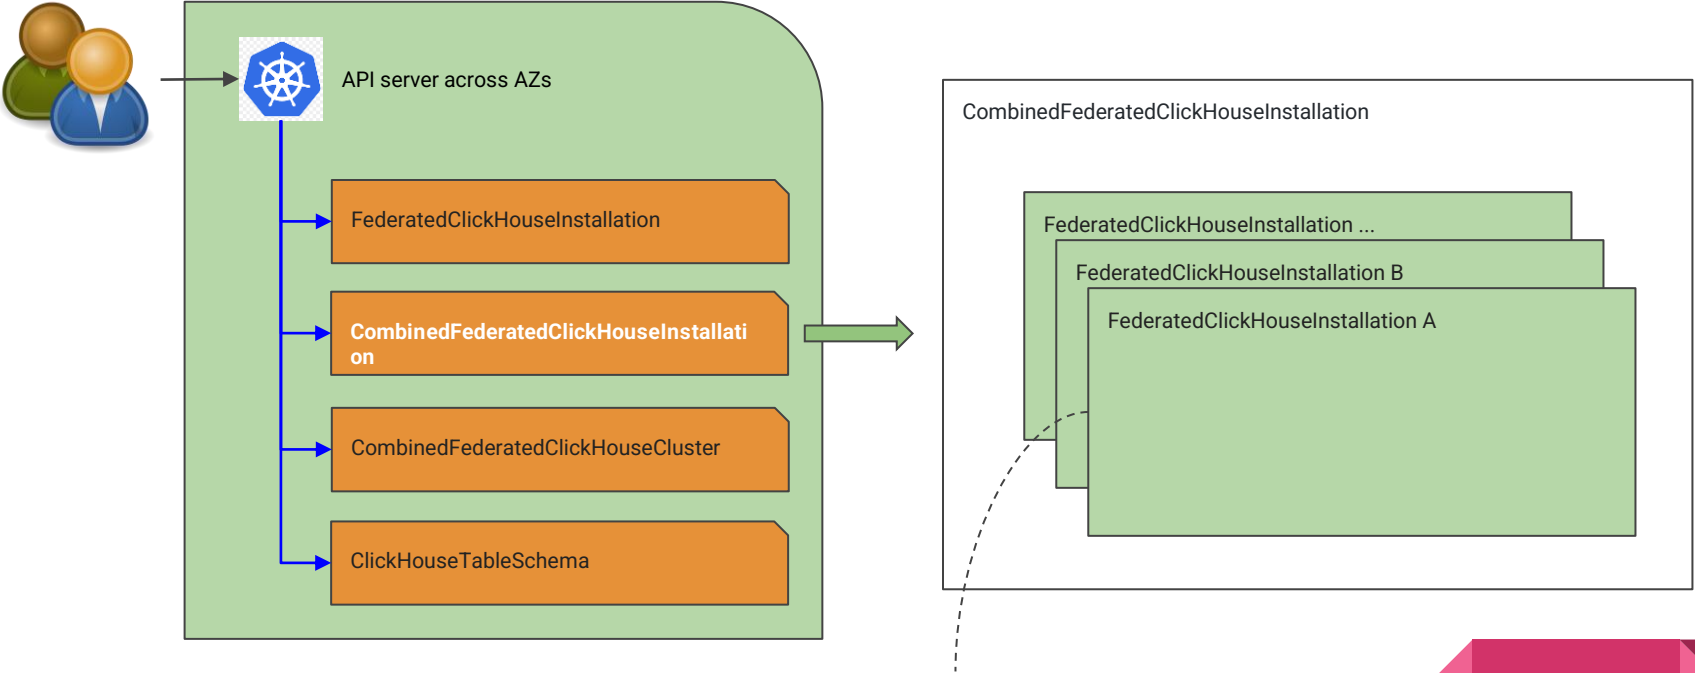 API server across AZs
FederatedClickHouseInstallation
CombinedFederatedClickHouseInstallati
on
CombinedFederatedClickHouseCluster
ClickHouseTableSchema
CombinedFederatedClickHouseInstallation
FederatedClickHouseInstallation ...
FederatedClickHouseInstallation B
FederatedClickHouseInstallation A